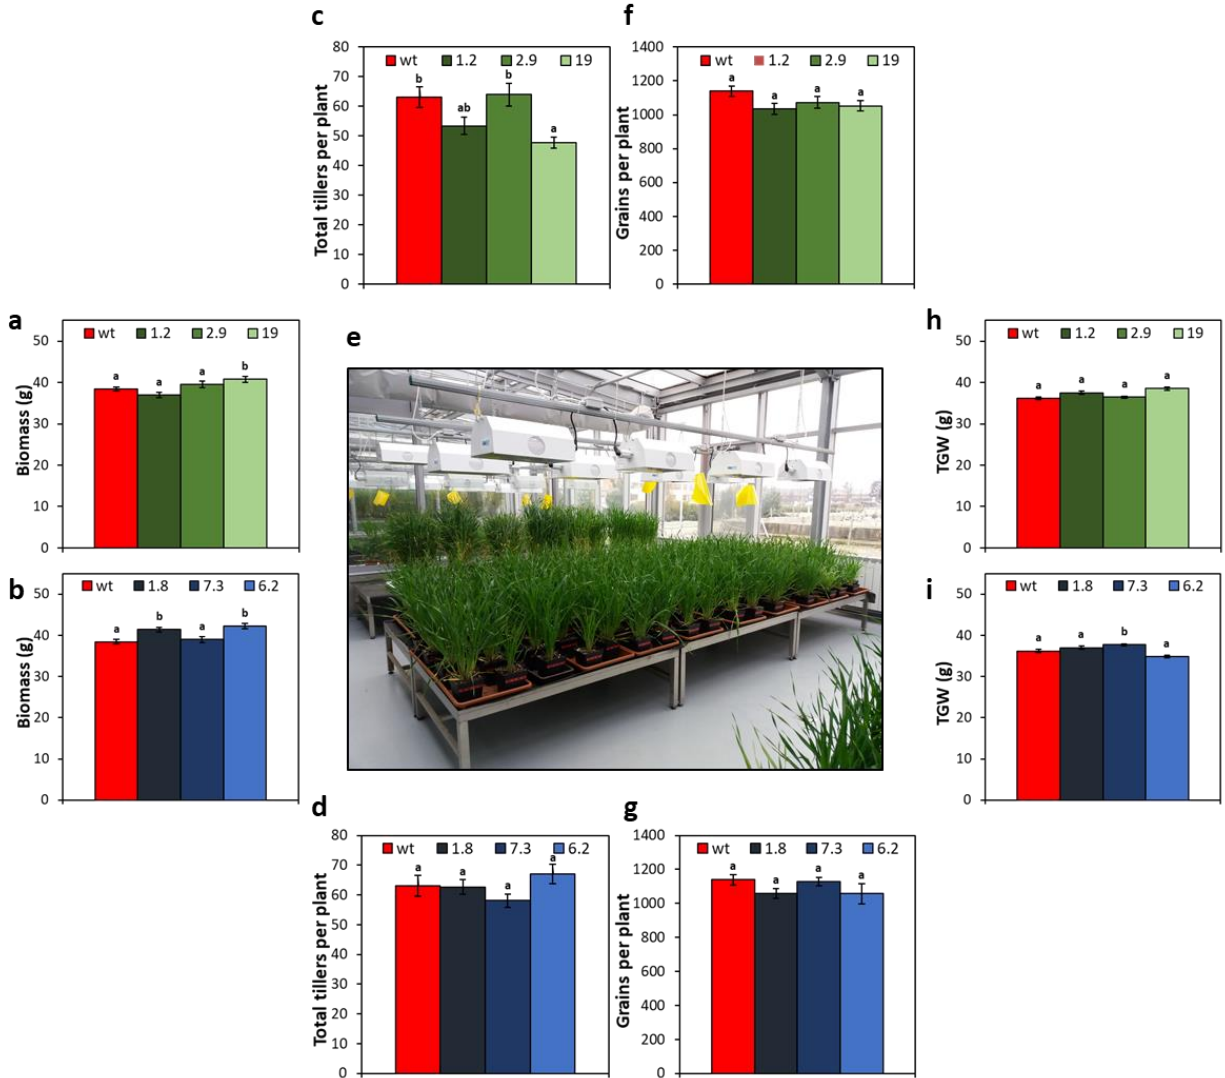 c
80
70
60
50
40
30
20
10
0
Total tillers per plant
wt 1.2 2.9 19
b
ab
b
a
f
1400
1200
1000
800
600
400
200
0
Grains per plant
wt 1.2 2.9 19
a
a
a
a
a
50
40
30
20
10
0
Biomass (g)
wt 1.2 2.9 19
a
a
a
b
e
h
50
40
30
20
10
0
TGW (g)
wt 1.2 2.9 19
a
a
a
a
b
50
40
30
20
10
0
Biomass (g)
wt 1.8 7.3 6.2
a
b
a
b
i
50
40
30
20
10
0
TGW (g)
wt 1.8 7.3 6.2
a
a
b
a
d
80
70
60
50
40
30
20
10
0
Total tillers per plant
wt 1.8 7.3 6.2
a
a
a
a
g
1400
1200
1000
800
600
400
200
0
Grains per plant
wt 1.8 7.3 6.2
a
a
a
a